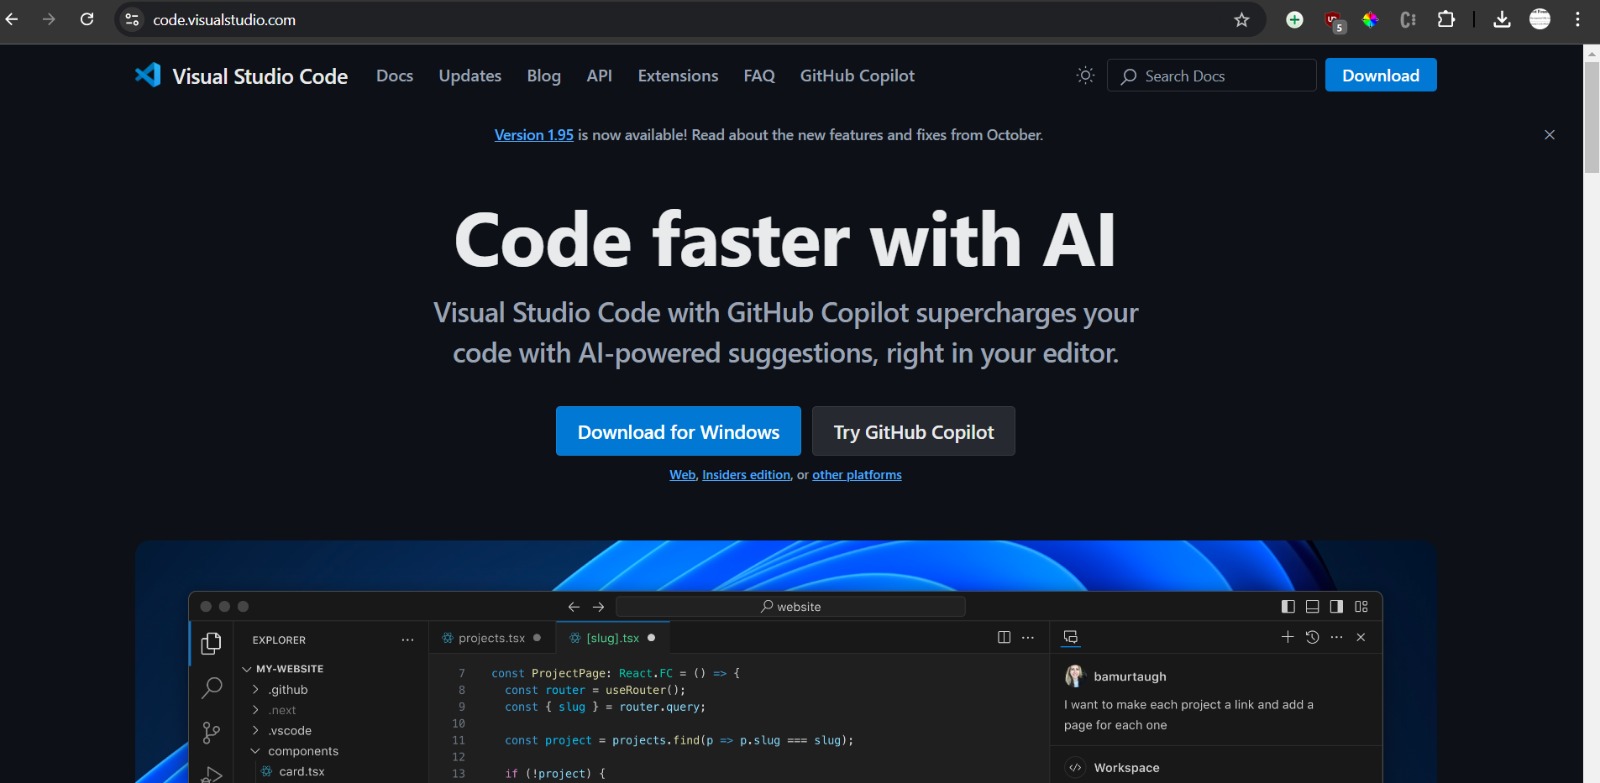 code.visualstudio.com
5
Visual Studio Code Docs Updates Blog API Extensions FAQ GitHub Copilot Search Docs Download
Version 1.95 is now available! Read about the new features and fixes from October.
Code faster with AI
Visual Studio Code with GitHub Copilot supercharges your
code with AI-powered suggestions, right in your editor.
Download for Windows Try GitHub Copilot
Web, Insiders edition, or other platforms
website
EXPLORER
MY-WEBSITE
.github
.next
.vscode
components
card.tsx
projects.tsx [slug].tsx
7 const ProjectPage: React.FC = () => {
8 const router = useRouter();
9 const { slug } = router.query;
10
11 const project = projects.find(p => p.slug === slug);
12
13 if (!project) {
bamurtaugh
I want to make each project a link and add a
page for each one
Workspace